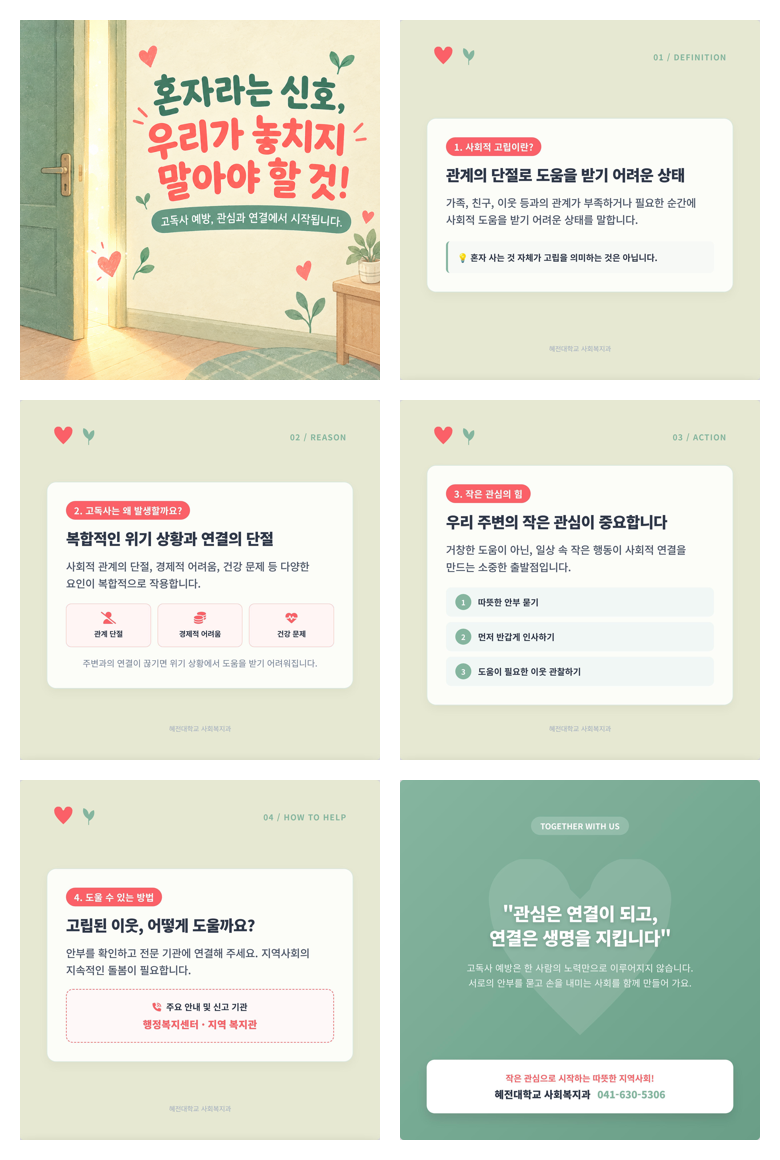 혼자라는 신호,
우리가 놓치지
말아야 할 것!
고독사 예방, 관심과 연결에서 시작됩니다.
01 / DEFINITION
1. 사회적 고립이란?
관계의 단절로 도움을 받기 어려운 상태
가족, 친구, 이웃 등과의 관계가 부족하거나 필요한 순간에
사회적 도움을 받기 어려운 상태를 말합니다.
💡 혼자 사는 것 자체가 고립을 의미하는 것은 아닙니다.
혜전대학교 사회복지과
02 / REASON
2. 고독사는 왜 발생할까요?
복합적인 위기 상황과 연결의 단절
사회적 관계의 단절, 경제적 어려움, 건강 문제 등 다양한
요인이 복합적으로 작용합니다.
관계 단절
경제적 어려움
건강 문제
주변과의 연결이 끊기면 위기 상황에서 도움을 받기 어려워집니다.
혜전대학교 사회복지과
03 / ACTION
3. 작은 관심의 힘
우리 주변의 작은 관심이 중요합니다
거창한 도움이 아닌, 일상 속 작은 행동이 사회적 연결을
만드는 소중한 출발점입니다.
1 따뜻한 안부 묻기
2 먼저 반갑게 인사하기
3 도움이 필요한 이웃 관찰하기
혜전대학교 사회복지과
04 / HOW TO HELP
4. 도울 수 있는 방법
고립된 이웃, 어떻게 도울까요?
안부를 확인하고 전문 기관에 연결해 주세요. 지역사회의
지속적인 돌봄이 필요합니다.
주요 안내 및 신고 기관
행정복지센터 · 지역 복지관
혜전대학교 사회복지과
TOGETHER WITH US
"관심은 연결이 되고,
연결은 생명을 지킵니다"
고독사 예방은 한 사람의 노력만으로 이루어지지 않습니다.
서로의 안부를 묻고 손을 내미는 사회를 함께 만들어 가요.
작은 관심으로 시작하는 따뜻한 지역사회!
혜전대학교 사회복지과 041-630-5306